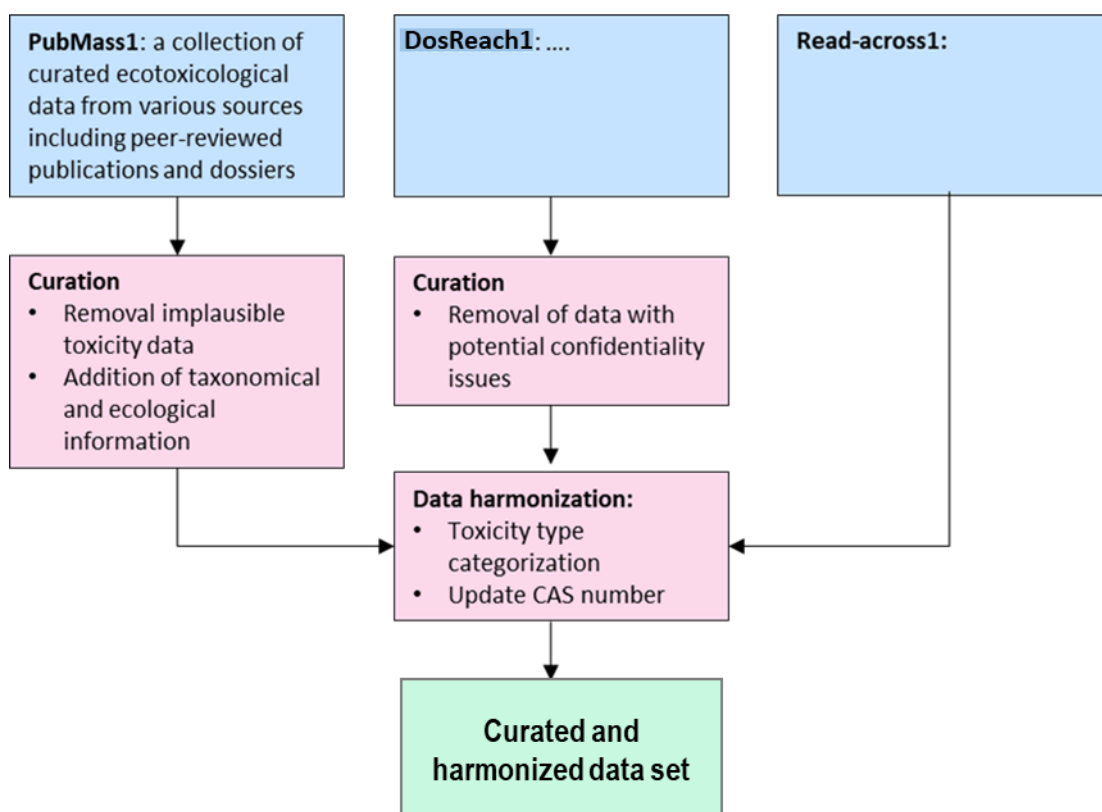 PubMass1: a collection of
curated ecotoxicological
data from various sources
including peer-reviewed
publications and dossiers
DosReach1: ....
Read-across1:
Curation
• Removal implausible
toxicity data
• Addition of taxonomical
and ecological
information
Curation
• Removal of data with
potential confidentiality
issues
Data harmonization:
• Toxicity type
categorization
• Update CAS number
Curated and
harmonized data set